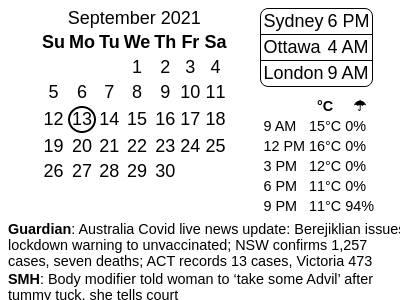 September 2021
Su Mo Tu We Th Fr Sa
1 2 3 4
5 6 7 8 9 10 11
12 13 14 15 16 17 18
19 20 21 22 23 24 25
26 27 28 29 30
Sydney 6 PM
Ottawa 4 AM
London 9 AM
°C ☂
9 AM 15°C 0%
12 PM 16°C 0%
3 PM 12°C 0%
6 PM 11°C 0%
9 PM 11°C 94%
Guardian: Australia Covid live news update: Berejiklian issues
lockdown warning to unvaccinated; NSW confirms 1,257
cases, seven deaths; ACT records 13 cases, Victoria 473
SMH: Body modifier told woman to ‘take some Advil’ after
tummy tuck, she tells court